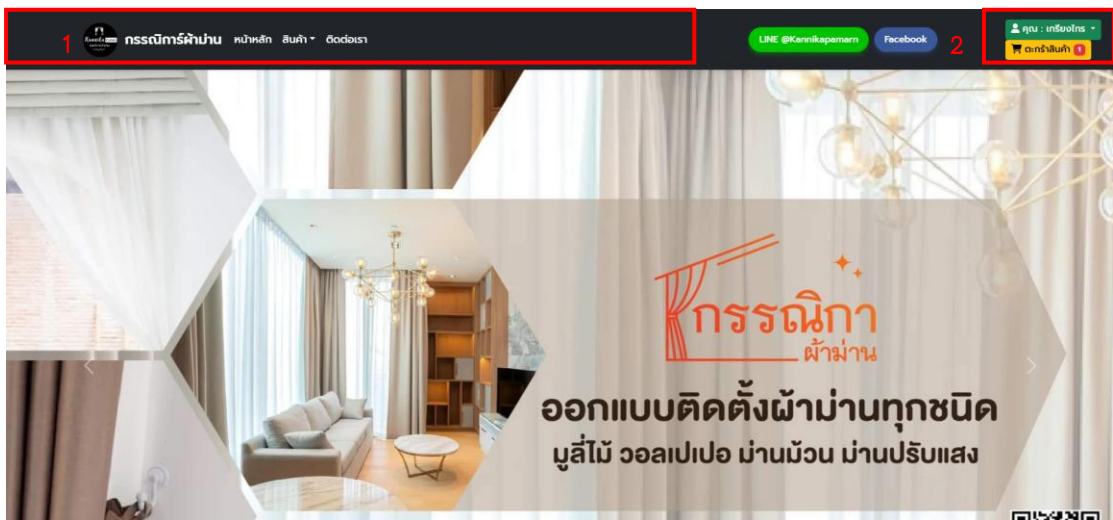 1
กรรณิการ์ผ้าม่าน หน้าหลัก สินค้า ติดต่อเรา
LINE @Kannikapamarn Facebook
2
คุณ : เกรียงไกร
ตะกร้าสินค้า 1
กรรณิกา
ผ้าม่าน
ออกแบบติดตั้งผ้าม่านทุกชนิด
มูลี่ไม้ วอลเปเปอ ม่านม้วน ม่านปรับแสง